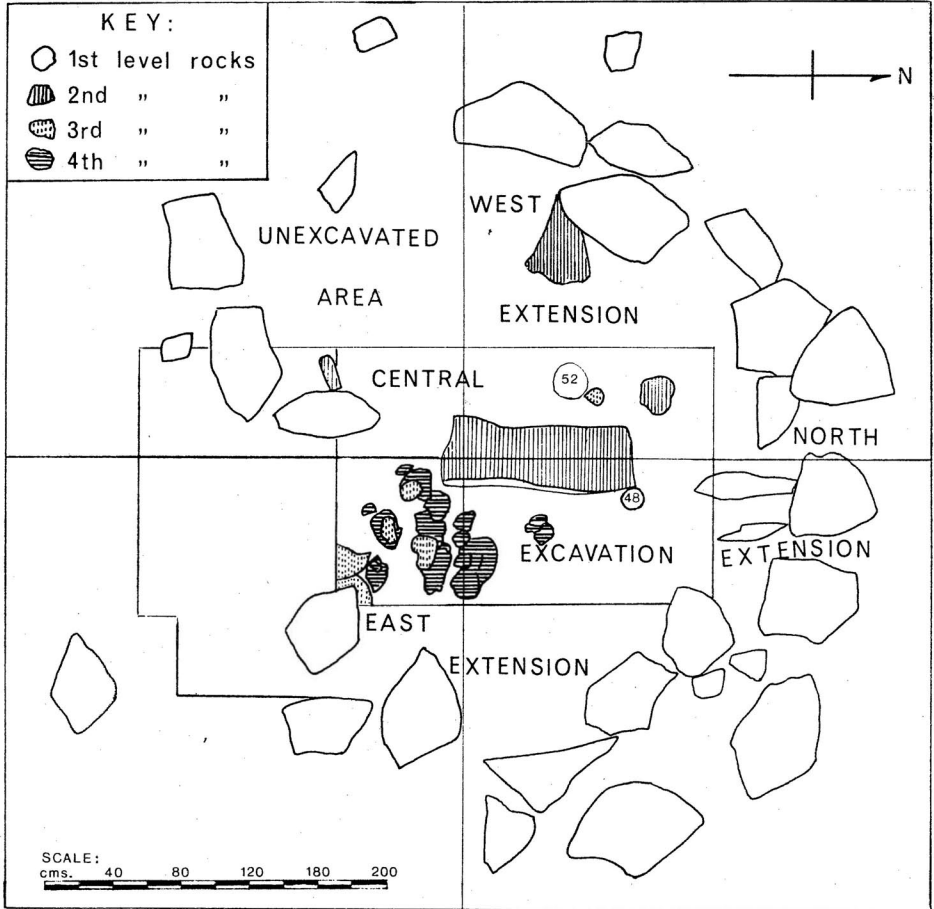 KEY:
1st level rocks
2nd " "
3rd " "
4th " "
N
WEST
UNEXCAVATED
AREA
EXTENSION
CENTRAL
52
NORTH
48
EXCAVATION
EXTENSION
EAST
EXTENSION
SCALE:
cms. 40 80 120 180 200